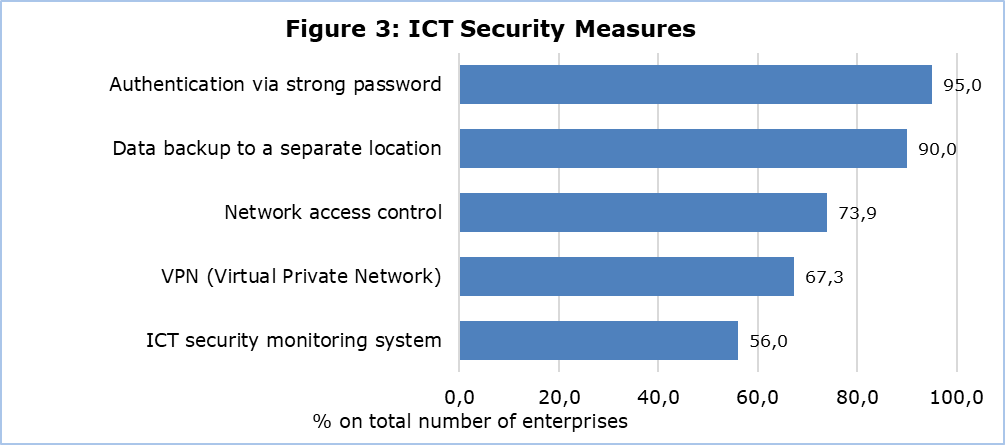 Figure 3: ICT Security Measures
Authentication via strong password 95,0
Data backup to a separate location 90,0
Network access control 73,9
VPN (Virtual Private Network) 67,3
ICT security monitoring system 56,0
0,0 20,0 40,0 60,0 80,0 100,0
% on total number of enterprises